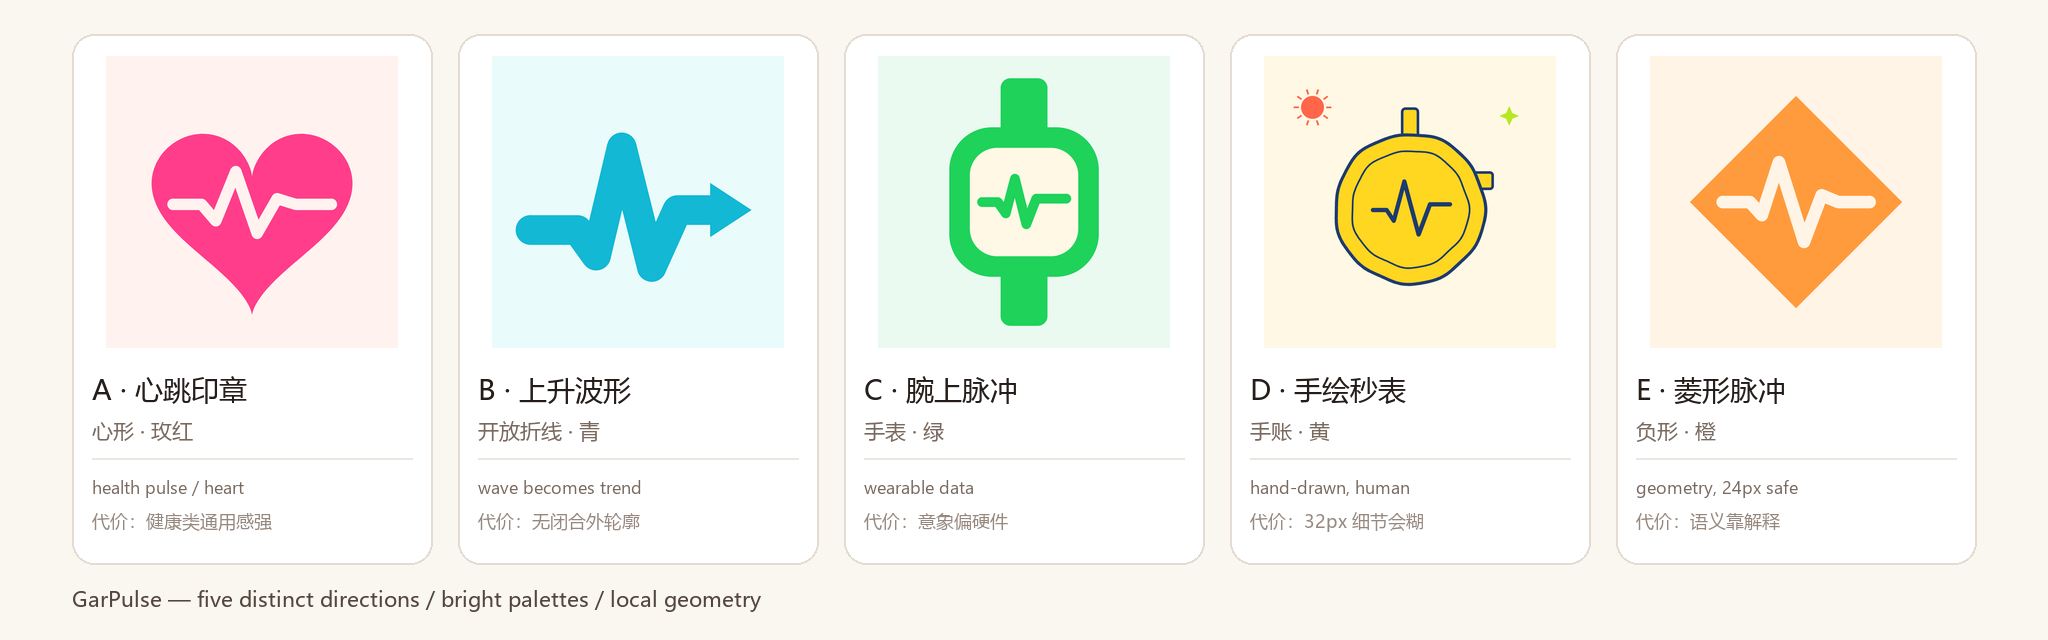 A · 心跳印章
心形 · 玫红
health pulse / heart
代价：健康类通用感强
B · 上升波形
开放折线 · 青
wave becomes trend
代价：无闭合外轮廓
C · 腕上脉冲
手表 · 绿
wearable data
代价：意象偏硬件
D · 手绘秒表
手账 · 黄
hand-drawn, human
代价：32px 细节会糊
E · 菱形脉冲
负形 · 橙
geometry, 24px safe
代价：语义靠解释
GarPulse — five distinct directions / bright palettes / local geometry